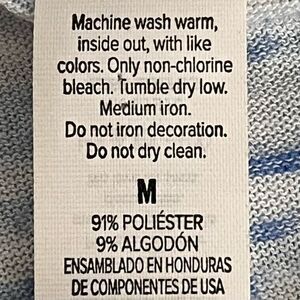 Machine wash warm,
inside out, with like
colors. Only non-chlorine
bleach. Tumble dry low.
Medium iron.
Do not iron decoration.
Do not dry clean.
M
91% POLIÉSTER
9% ALGODÓN
ENSAMBLADO EN HONDURAS
DE COMPONENTES DE USA